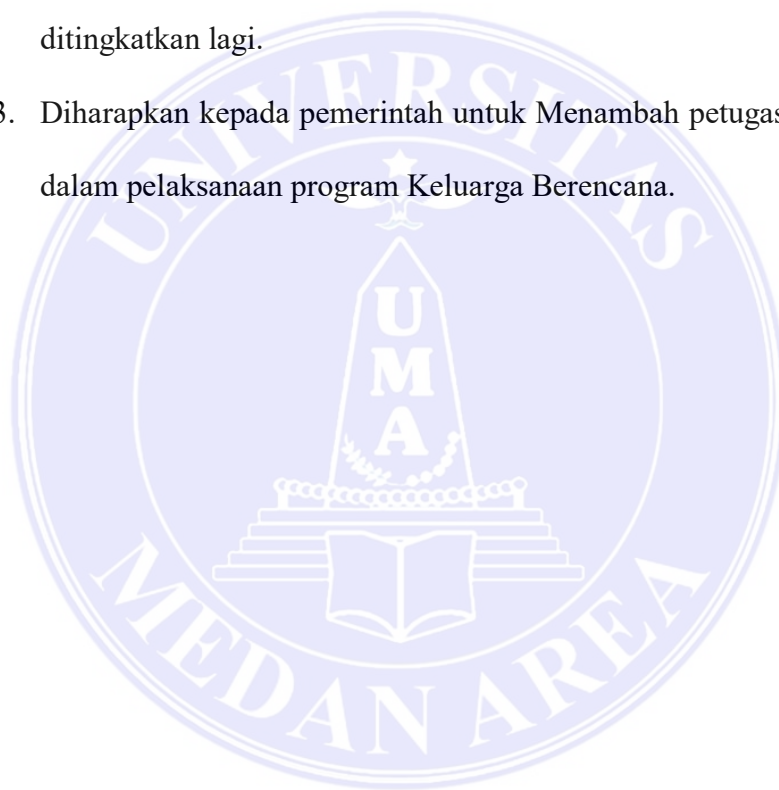 ditingkatkan lagi.
3. Diharapkan kepada pemerintah untuk Menambah petugas
dalam pelaksanaan program Keluarga Berencana.
UNIVERSITAS
UMA
MEDAN AREA